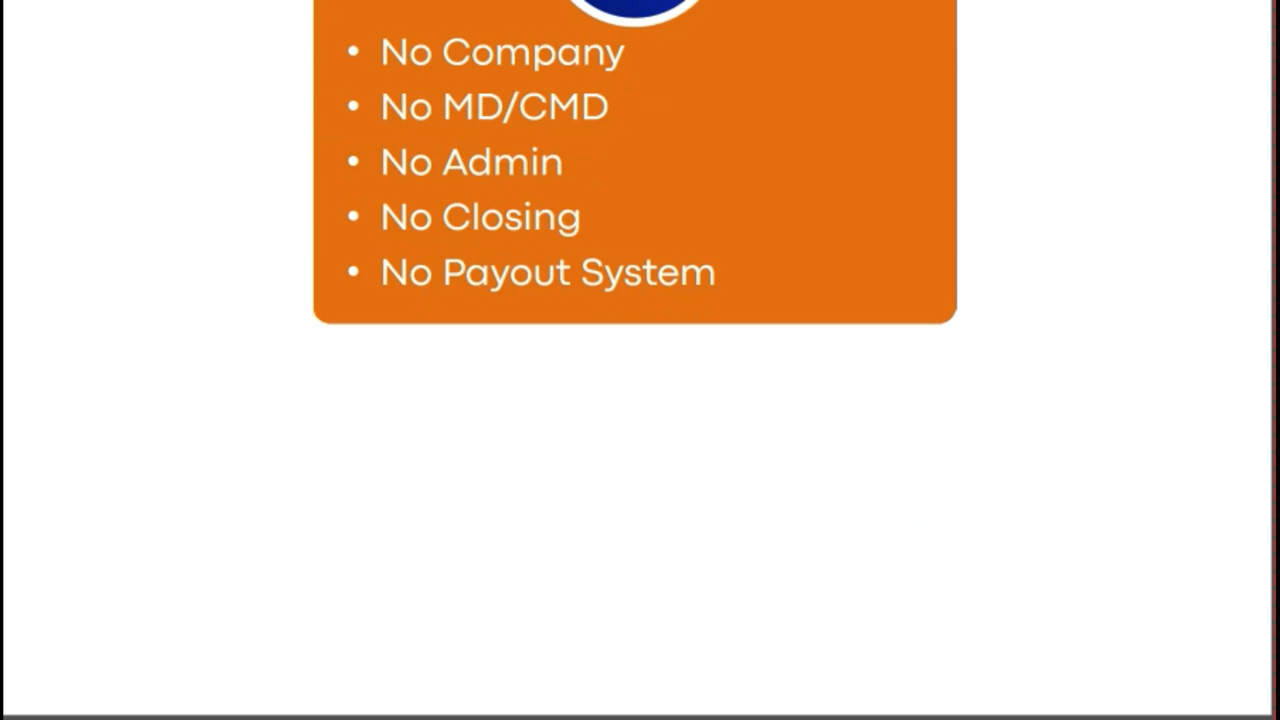 • No Company
• No MD/CMD
• No Admin
• No Closing
• No Payout System